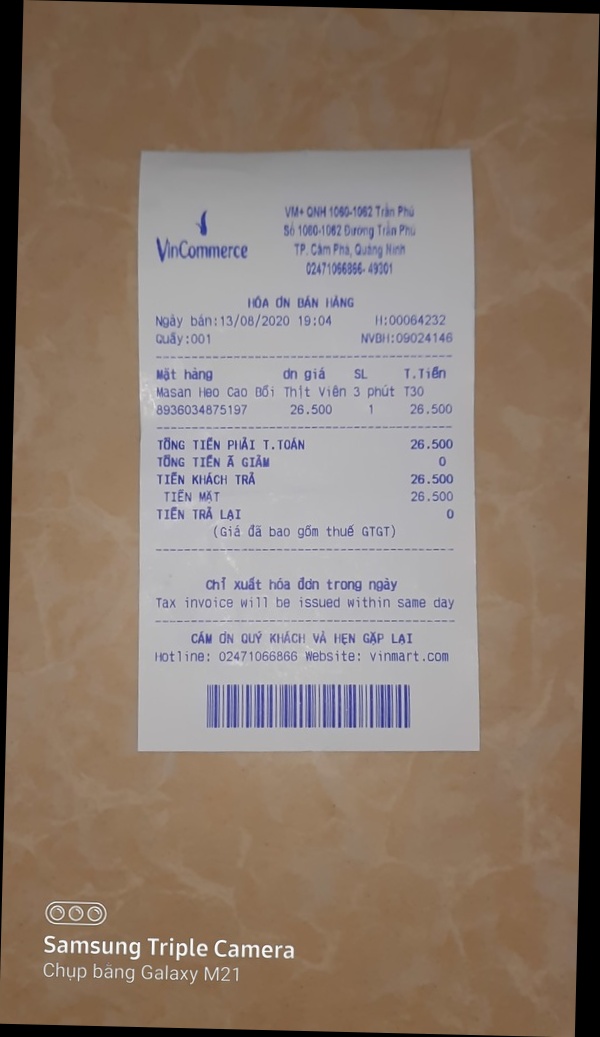 VinCommerce
VM+ QNH 1060-1062 Trần Phú
Số 1060-1062 Đường Trần Phú
TP. Cẩm Phả, Quảng Ninh
02471066866- 49301
HÓA ƠN BÁN HÀNG
Ngày bán:13/08/2020 19:04 H:00064232
Quầy:001 NVBH:09024146
Mặt hàng ơn giá SL T.Tiền
Masan Heo Cao Bồi Thịt Viên 3 phút T30
8936034875197 26.500 1 26.500
TỔNG TIỀN PHẢI T.TOÁN 26.500
TỔNG TIỀN Ã GIẢM 0
TIỀN KHÁCH TRẢ 26.500
TIỀN MẶT 26.500
TIỀN TRẢ LẠI 0
(Giá đã bao gồm thuế GTGT)
Chỉ xuất hóa đơn trong ngày
Tax invoice will be issued within same day
CẢM ƠN QUÝ KHÁCH VÀ HẸN GẶP LẠI
Hotline: 02471066866 Website: vinmart.com
Samsung Triple Camera
Chụp bằng Galaxy M21